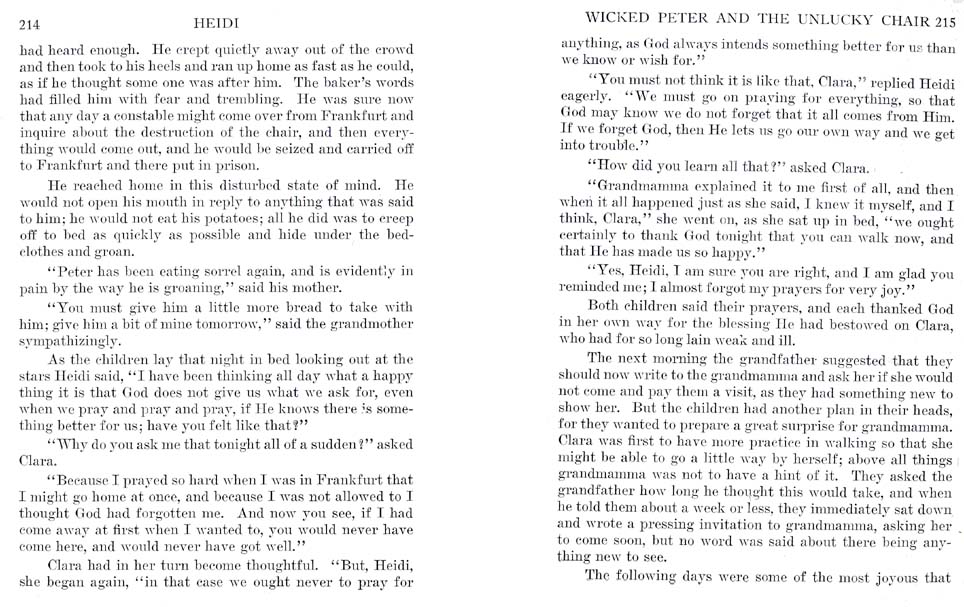 214 HEIDI
had heard enough. He crept quietly away out of the crowd
and then took to his heels and ran up home as fast as he could,
as if he thought some one was after him. The baker's words
had filled him with fear and trembling. He was sure now
that any day a constable might come over from Frankfurt and
inquire about the destruction of the chair, and then every-
thing would come out, and he would be seized and carried off
to Frankfurt and there put in prison.
He reached home in this disturbed state of mind. He
would not open his mouth in reply to anything that was said
to him; he would not eat his potatoes; all he did was to creep
off to bed as quickly as possible and hide under the bed-
clothes and groan.
"Peter has been eating sorrel again, and is evidently in
pain by the way he is groaning," said his mother.
"You must give him a little more bread to take with
him; give him a bit of mine tomorrow," said the grandmother
sympathizingly.
As the children lay that night in bed looking out at the
stars Heidi said, "I have been thinking all day what a happy
thing it is that God does not give us what we ask for, even
when we pray and pray and pray, if He knows there is some-
thing better for us; have you felt like that?"
"Why do you ask me that tonight all of a sudden?" asked
Clara.
"Because I prayed so hard when I was in Frankfurt that
I might go home at once, and because I was not allowed to I
thought God had forgotten me. And now you see, if I had
come away at first when I wanted to, you would never have
come here, and would never have got well."
Clara had in her turn become thoughtful. "But, Heidi,
she began again, "in that case we ought never to pray for
WICKED PETER AND THE UNLUCKY CHAIR 215
anything, as God always intends something better for us than
we know or wish for."
"You must not think it is like that, Clara," replied Heidi
eagerly. "We must go on praying for everything, so that
God may know we do not forget that it all comes from Him.
If we forget God, then He lets us go our own way and we get
into trouble."
"How did you learn all that?" asked Clara.
"Grandmamma explained it to me first of all, and then
when it all happened just as she said, I knew it myself, and I
think, Clara," she went on, as she sat up in bed, "we ought
certainly to thank God tonight that you can walk now, and
that He has made us so happy."
"Yes, Heidi, I am sure you are right, and I am glad you
reminded me; I almost forgot my prayers for very joy."
Both children said their prayers, and each thanked God
in her own way for the blessing He had bestowed on Clara,
who had for so long lain weak and ill.
The next morning the grandfather suggested that they
should now write to the grandmamma and ask her if she would
not come and pay them a visit, as they had something new to
show her. But the children had another plan in their heads,
for they wanted to prepare a great surprise for grandmamma.
Clara was first to have more practice in walking so that she
might be able to go a little way by herself; above all things
grandmamma was not to have a hint of it. They asked the
grandfather how long he thought this would take, and when
he told them about a week or less, they immediately sat down
and wrote a pressing invitation to grandmamma, asking her
to come soon, but no word was said about there being any-
thing new to see.
The following days were some of the most joyous that